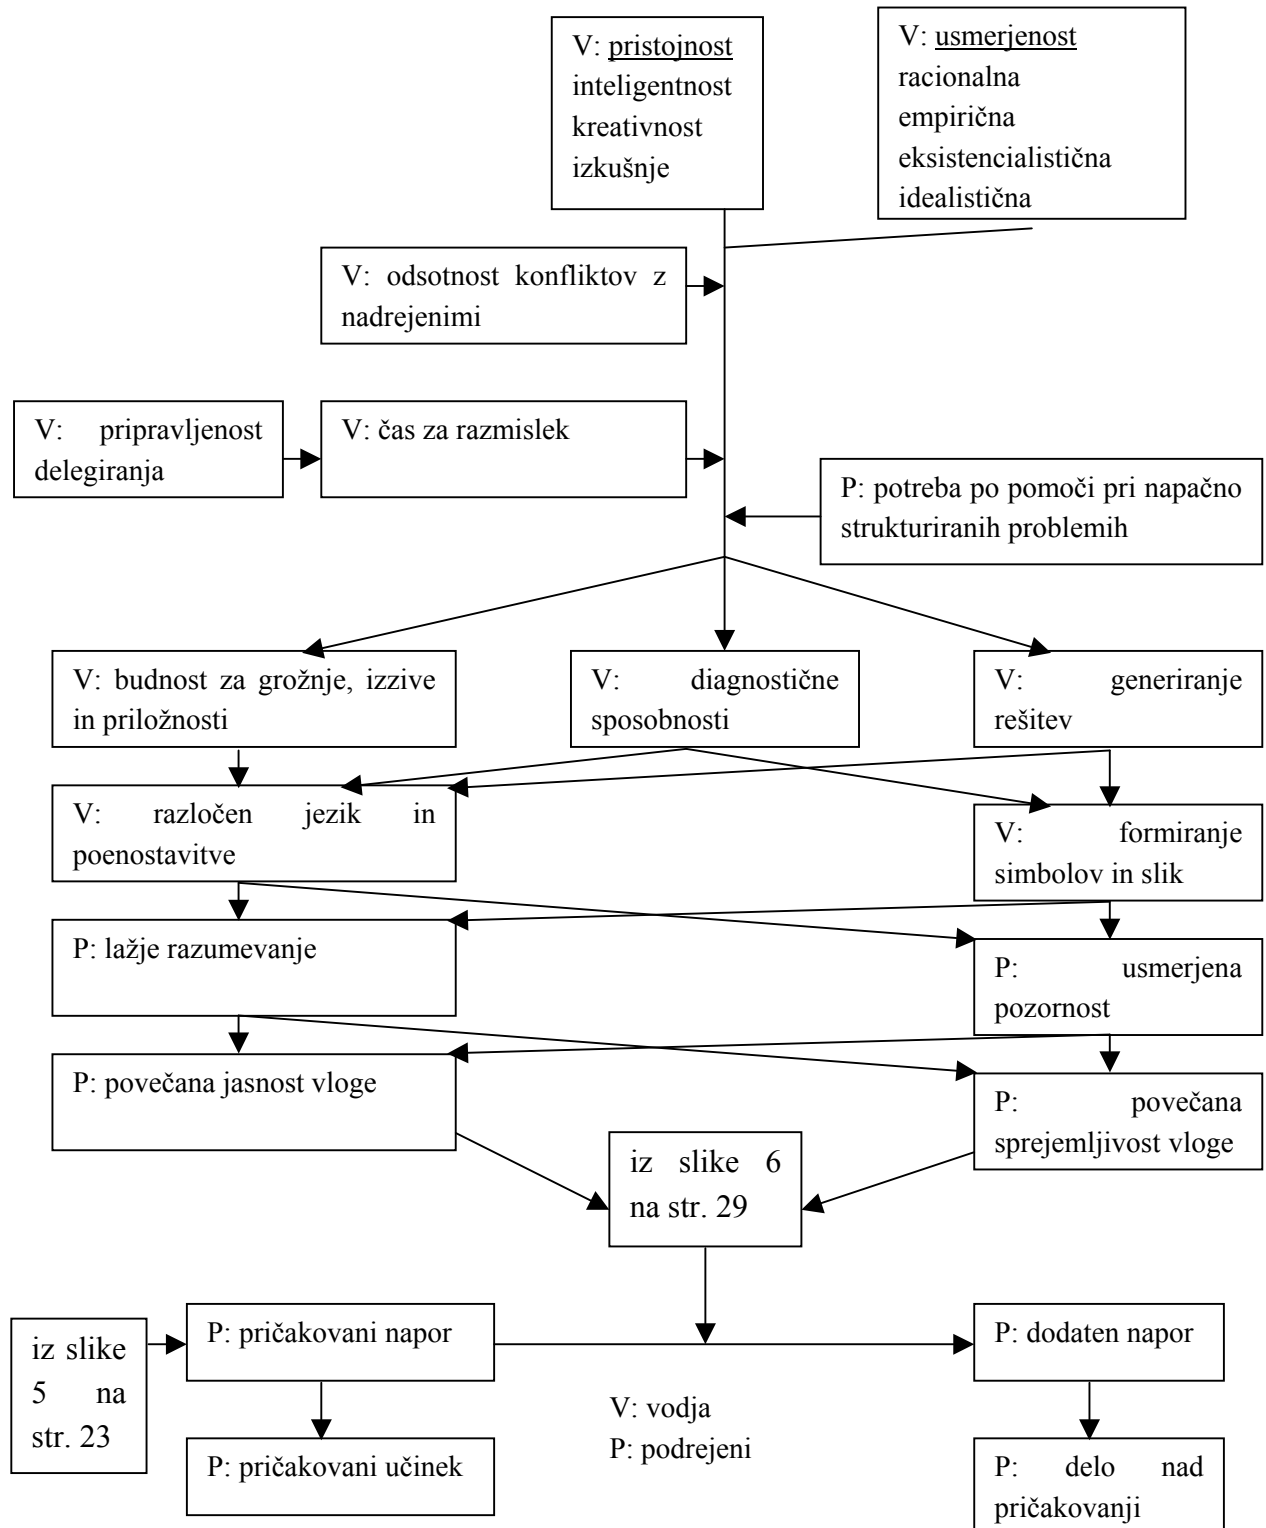 V: pristojnost
inteligentnost
kreativnost
izkušnje
V: usmerjenost
racionalna
empirična
eksistencialistična
idealistična
V: odsotnost konfliktov z
nadrejenimi
V: pripravljenost
delegiranja
V: čas za razmislek
P: potreba po pomoči pri napačno
strukturiranih problemih
V: budnost za grožnje, izzive
in priložnosti
V: diagnostične
sposobnosti
V: generiranje
rešitev
V: razločen jezik in
poenostavitve
V: formiranje
simbolov in slik
P: lažje razumevanje
P: usmerjena
pozornost
P: povečana jasnost vloge
P: povečana
sprejemljivost vloge
iz slike 6
na str. 29
iz slike
5 na
str. 23
P: pričakovani napor
P: dodaten napor
V: vodja
P: podrejeni
P: pričakovani učinek
P: delo nad
pričakovanji